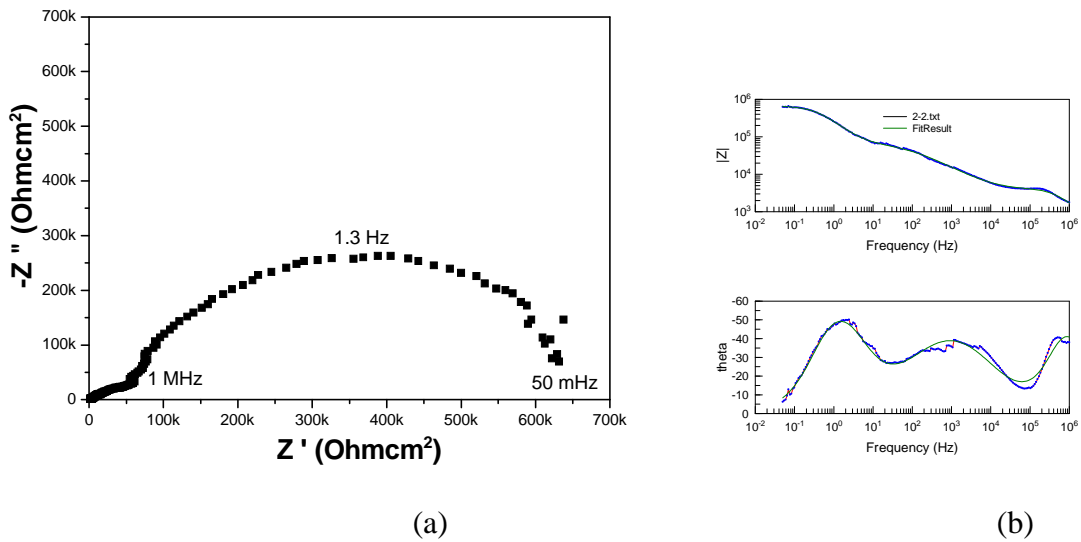 700k
600k
500k
400k
300k
200k
100k
0
-Z '' (Ohmcm²)
1.3 Hz
1 MHz
50 mHz
0 100k 200k 300k 400k 500k 600k 700k
Z ' (Ohmcm²)
(a)
10⁶
10⁵
10⁴
10³
|Z|
2-2.txt
FitResult
10⁻² 10⁻¹ 10⁰ 10¹ 10² 10³ 10⁴ 10⁵ 10⁶
Frequency (Hz)
-60
-50
-40
-30
-20
-10
0
theta
10⁻² 10⁻¹ 10⁰ 10¹ 10² 10³ 10⁴ 10⁵ 10⁶
Frequency (Hz)
(b)